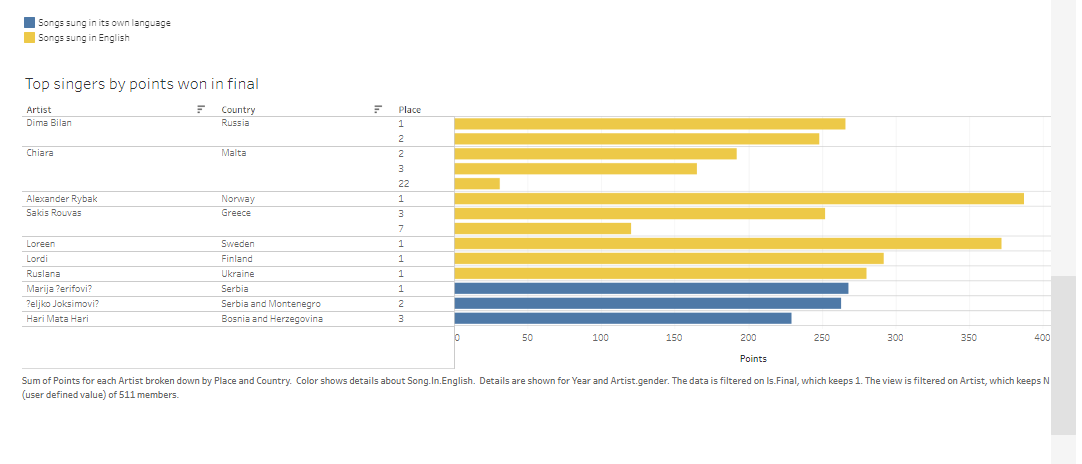 Songs sung in its own language
Songs sung in English
Top singers by points won in final
Artist Country Place
Dima Bilan Russia 1
2
Chiara Malta 2
3
22
Alexander Rybak Norway 1
Sakis Rouvas Greece 3
7
Loreen Sweden 1
Lordi Finland 1
Ruslana Ukraine 1
Marija ?erifovi? Serbia 1
?eljko Joksimovi? Serbia and Montenegro 2
Hari Mata Hari Bosnia and Herzegovina 3
0 50 100 150 200 250 300 350 400
Points
Sum of Points for each Artist broken down by Place and Country. Color shows details about Song.In.English. Details are shown for Year and Artist.gender. The data is filtered on Is.Final, which keeps 1. The view is filtered on Artist, which keeps N
(user defined value) of 511 members.